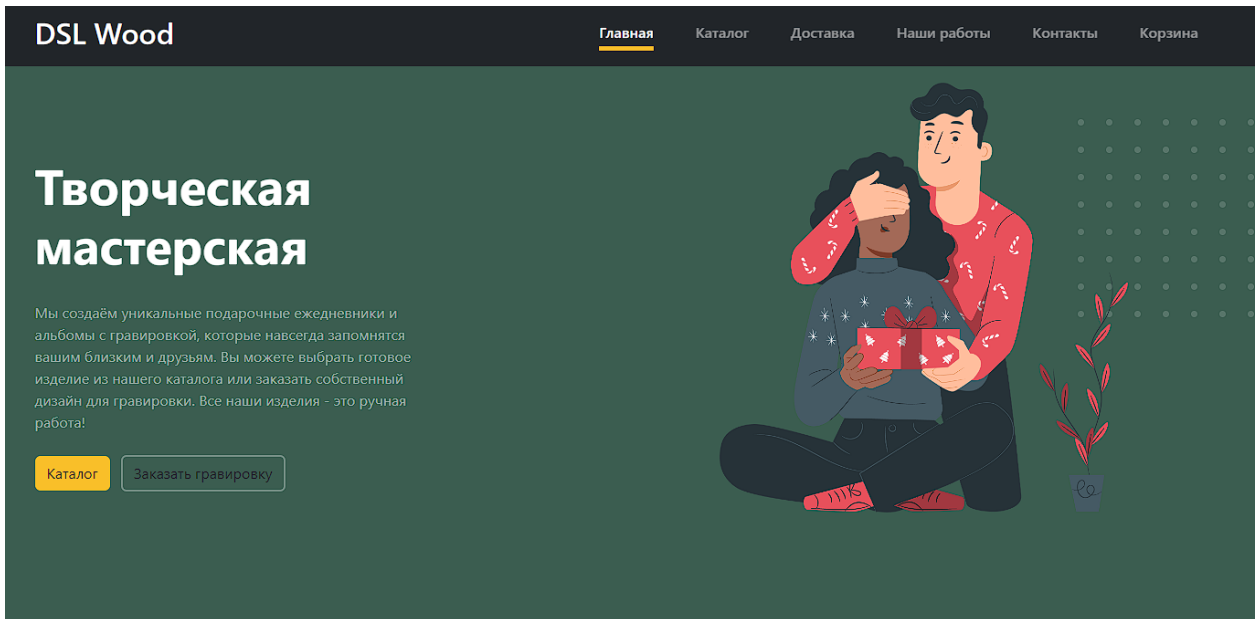 DSL Wood
Главная Каталог Доставка Наши работы Контакты Корзина
Творческая
мастерская
Мы создаём уникальные подарочные ежедневники и
альбомы с гравировкой, которые навсегда запомнятся
вашим близким и друзьям. Вы можете выбрать готовое
изделие из нашего каталога или заказать собственный
дизайн для гравировки. Все наши изделия - это ручная
работа!
Каталог Заказать гравировку